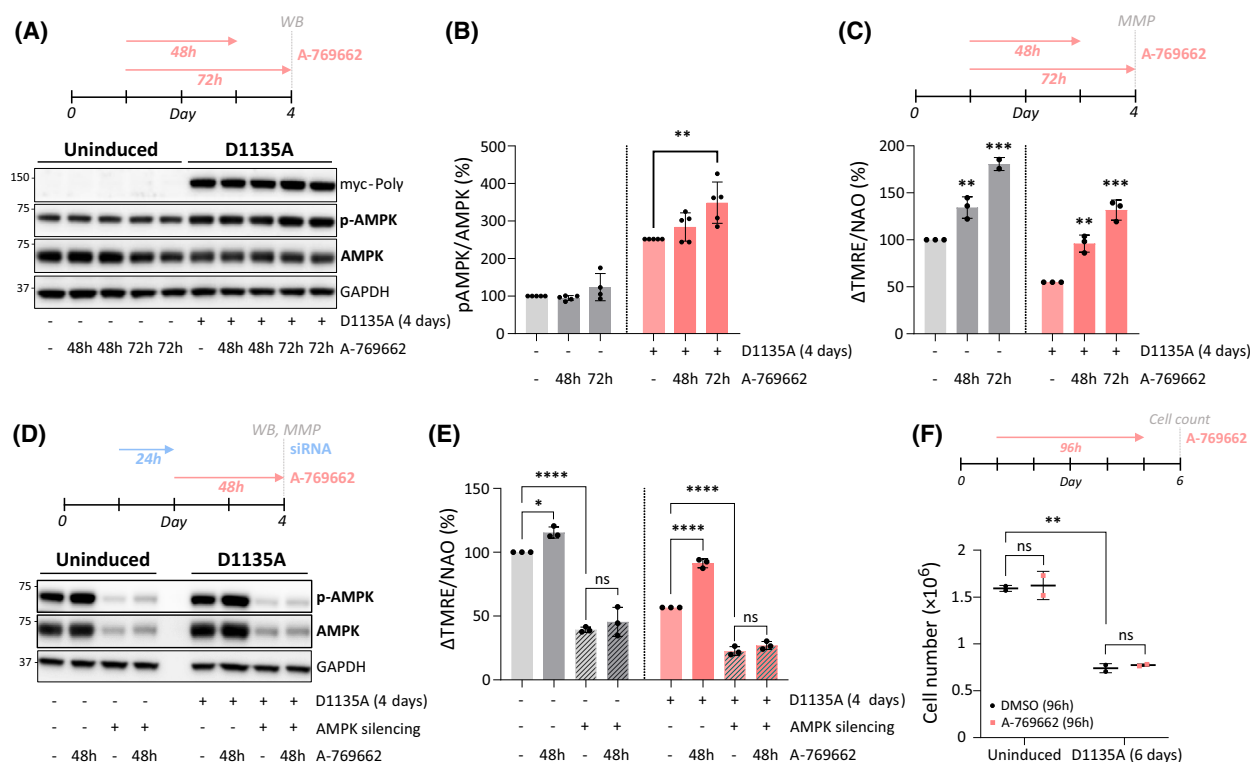 (A)
WB
48h
A-769662
72h
0 Day 4
Uninduced D1135A
150 myc-Poly
75 p-AMPK
75 AMPK
37 GAPDH
- - - - - + + + + + D1135A (4 days)
- 48h 48h 72h 72h - 48h 48h 72h 72h A-769662
(B)
pAMPK/AMPK (%)
500
400
300
200
100
0
**
- - - + + + D1135A (4 days)
- 48h 72h - 48h 72h A-769662
(C)
MMP
48h
A-769662
72h
0 Day 4
ΔTMRE/NAO (%)
200
150
100
50
0
** *** ** ***
- - - + + + D1135A (4 days)
- 48h 72h - 48h 72h A-769662
(D)
WB, MMP
siRNA
24h
A-769662
48h
0 Day 4
Uninduced D1135A
75 p-AMPK
75 AMPK
37 GAPDH
- - - - + + + + D1135A (4 days)
- - + + - - + + AMPK silencing
- 48h - 48h - 48h - 48h A-769662
(E)
ΔTMRE/NAO (%)
150
100
50
0
**** ****
* ****
ns ns
- - - - + + + + D1135A (4 days)
- - + + - - + + AMPK silencing
- 48h - 48h - 48h - 48h A-769662
(F)
Cell count
A-769662
96h
0 Day 6
Cell number (×10⁶)
2
1.5
1
0.5
0
**
ns
ns
DMSO (96h)
A-769662 (96h)
Uninduced D1135A (6 days)